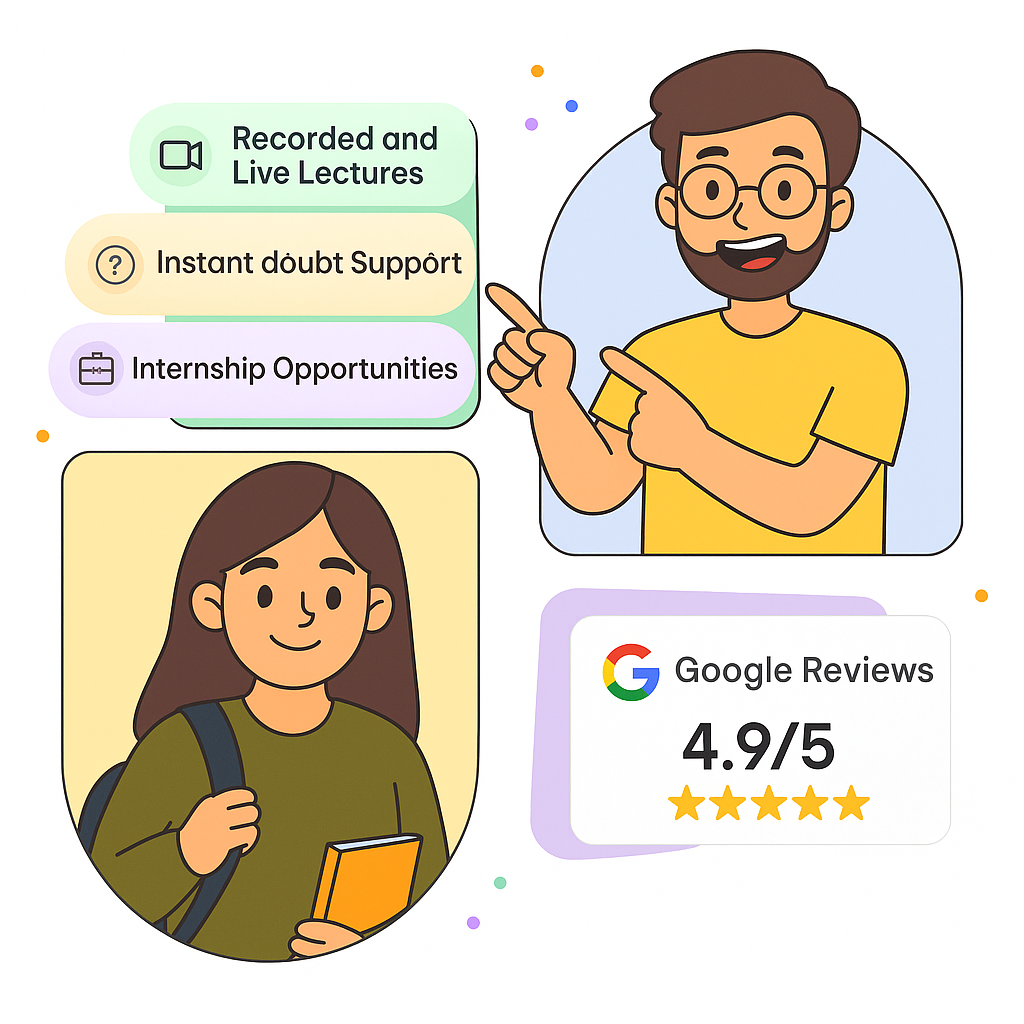 Recorded and
Live Lectures
Instant doubt Support
Internship Opportunities
Google Reviews
4.9/5